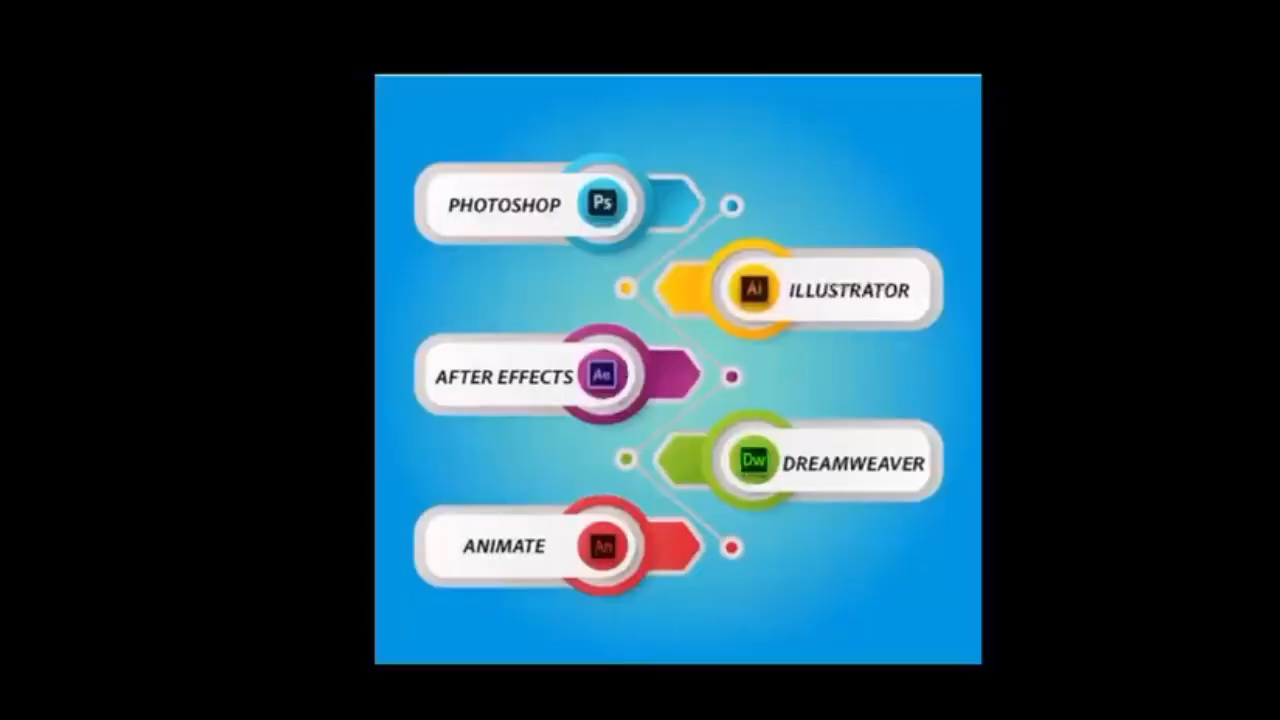 PHOTOSHOP Ps
Ai ILLUSTRATOR
AFTER EFFECTS Ae
Dw DREAMWEAVER
ANIMATE An